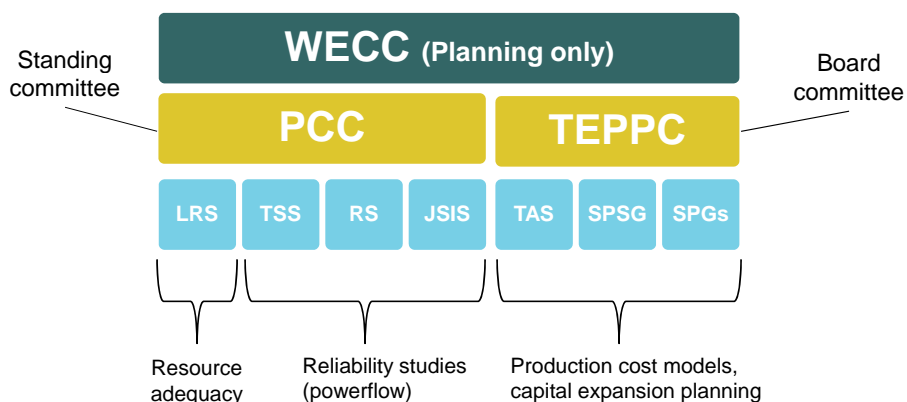 WECC (Planning only)
Standing
committee
Board
committee
PCC
TEPPC
LRS
TSS
RS
JSIS
TAS
SPSG
SPGs
Resource
adequacy
Reliability studies
(powerflow)
Production cost models,
capital expansion planning